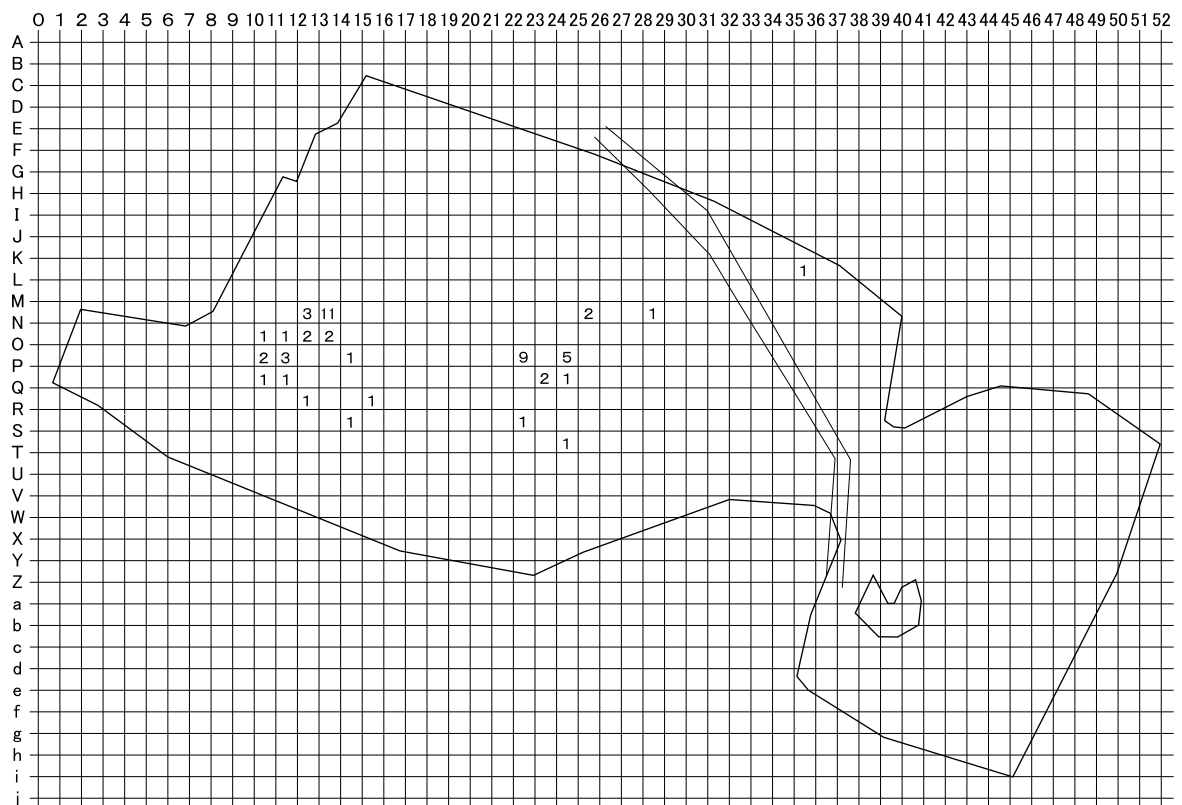 0 1 2 3 4 5 6 7 8 9 10 11 12 13 14 15 16 17 18 19 20 21 22 23 24 25 26 27 28 29 30 31 32 33 34 35 36 37 38 39 40 41 42 43 44 45 46 47 48 49 50 51 52
A
B
C
D
E
F
G
H
I
J
K
1
L
M
3 11 2 1
N
1 1 2 2
O
2 3 1 9 5
P
1 1 2 1
Q
1 1
R
1 1
S
1
T
U
V
W
X
Y
Z
a
b
c
d
e
f
g
h
i
j